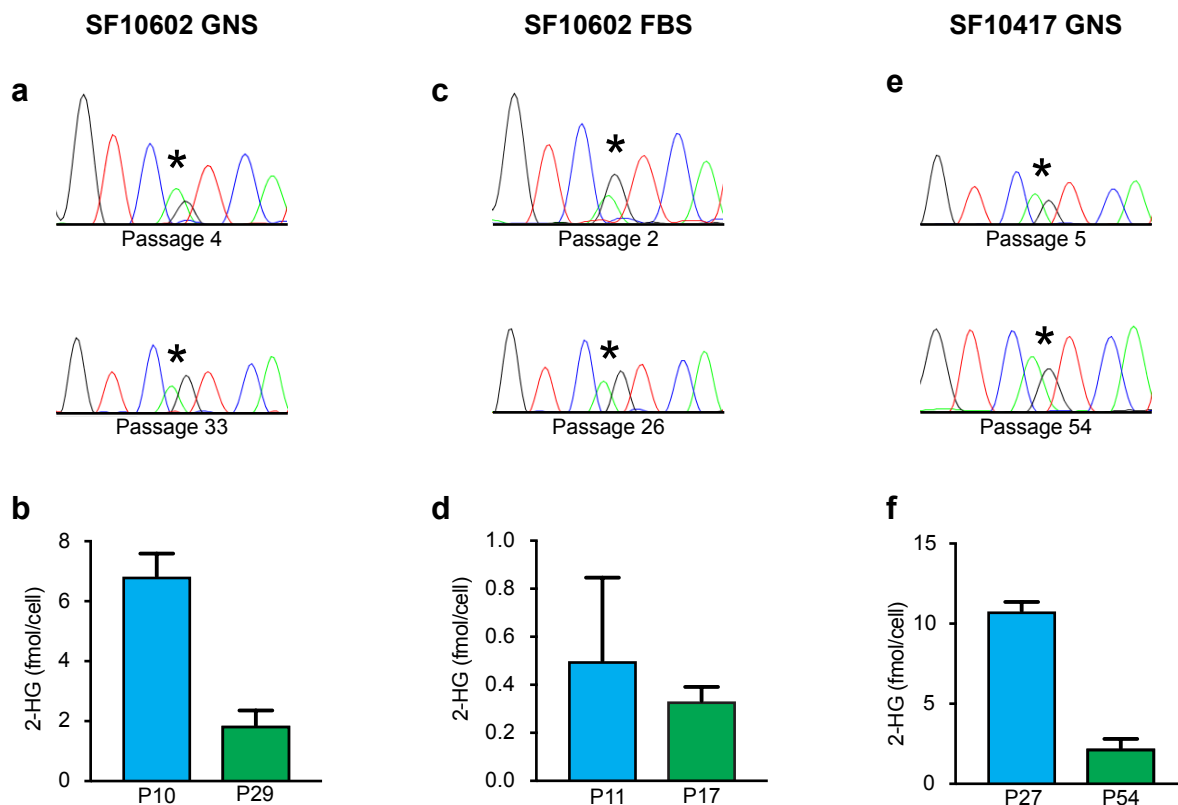 SF10602 GNS
SF10602 FBS
SF10417 GNS
a
*
Passage 4
*
Passage 33
c
*
Passage 2
*
Passage 26
e
*
Passage 5
*
Passage 54
b
2-HG (fmol/cell)
8
6
4
2
0
P10 P29
d
2-HG (fmol/cell)
1.0
0.8
0.6
0.4
0.2
0.0
P11 P17
f
2-HG (fmol/cell)
15
10
5
0
P27 P54